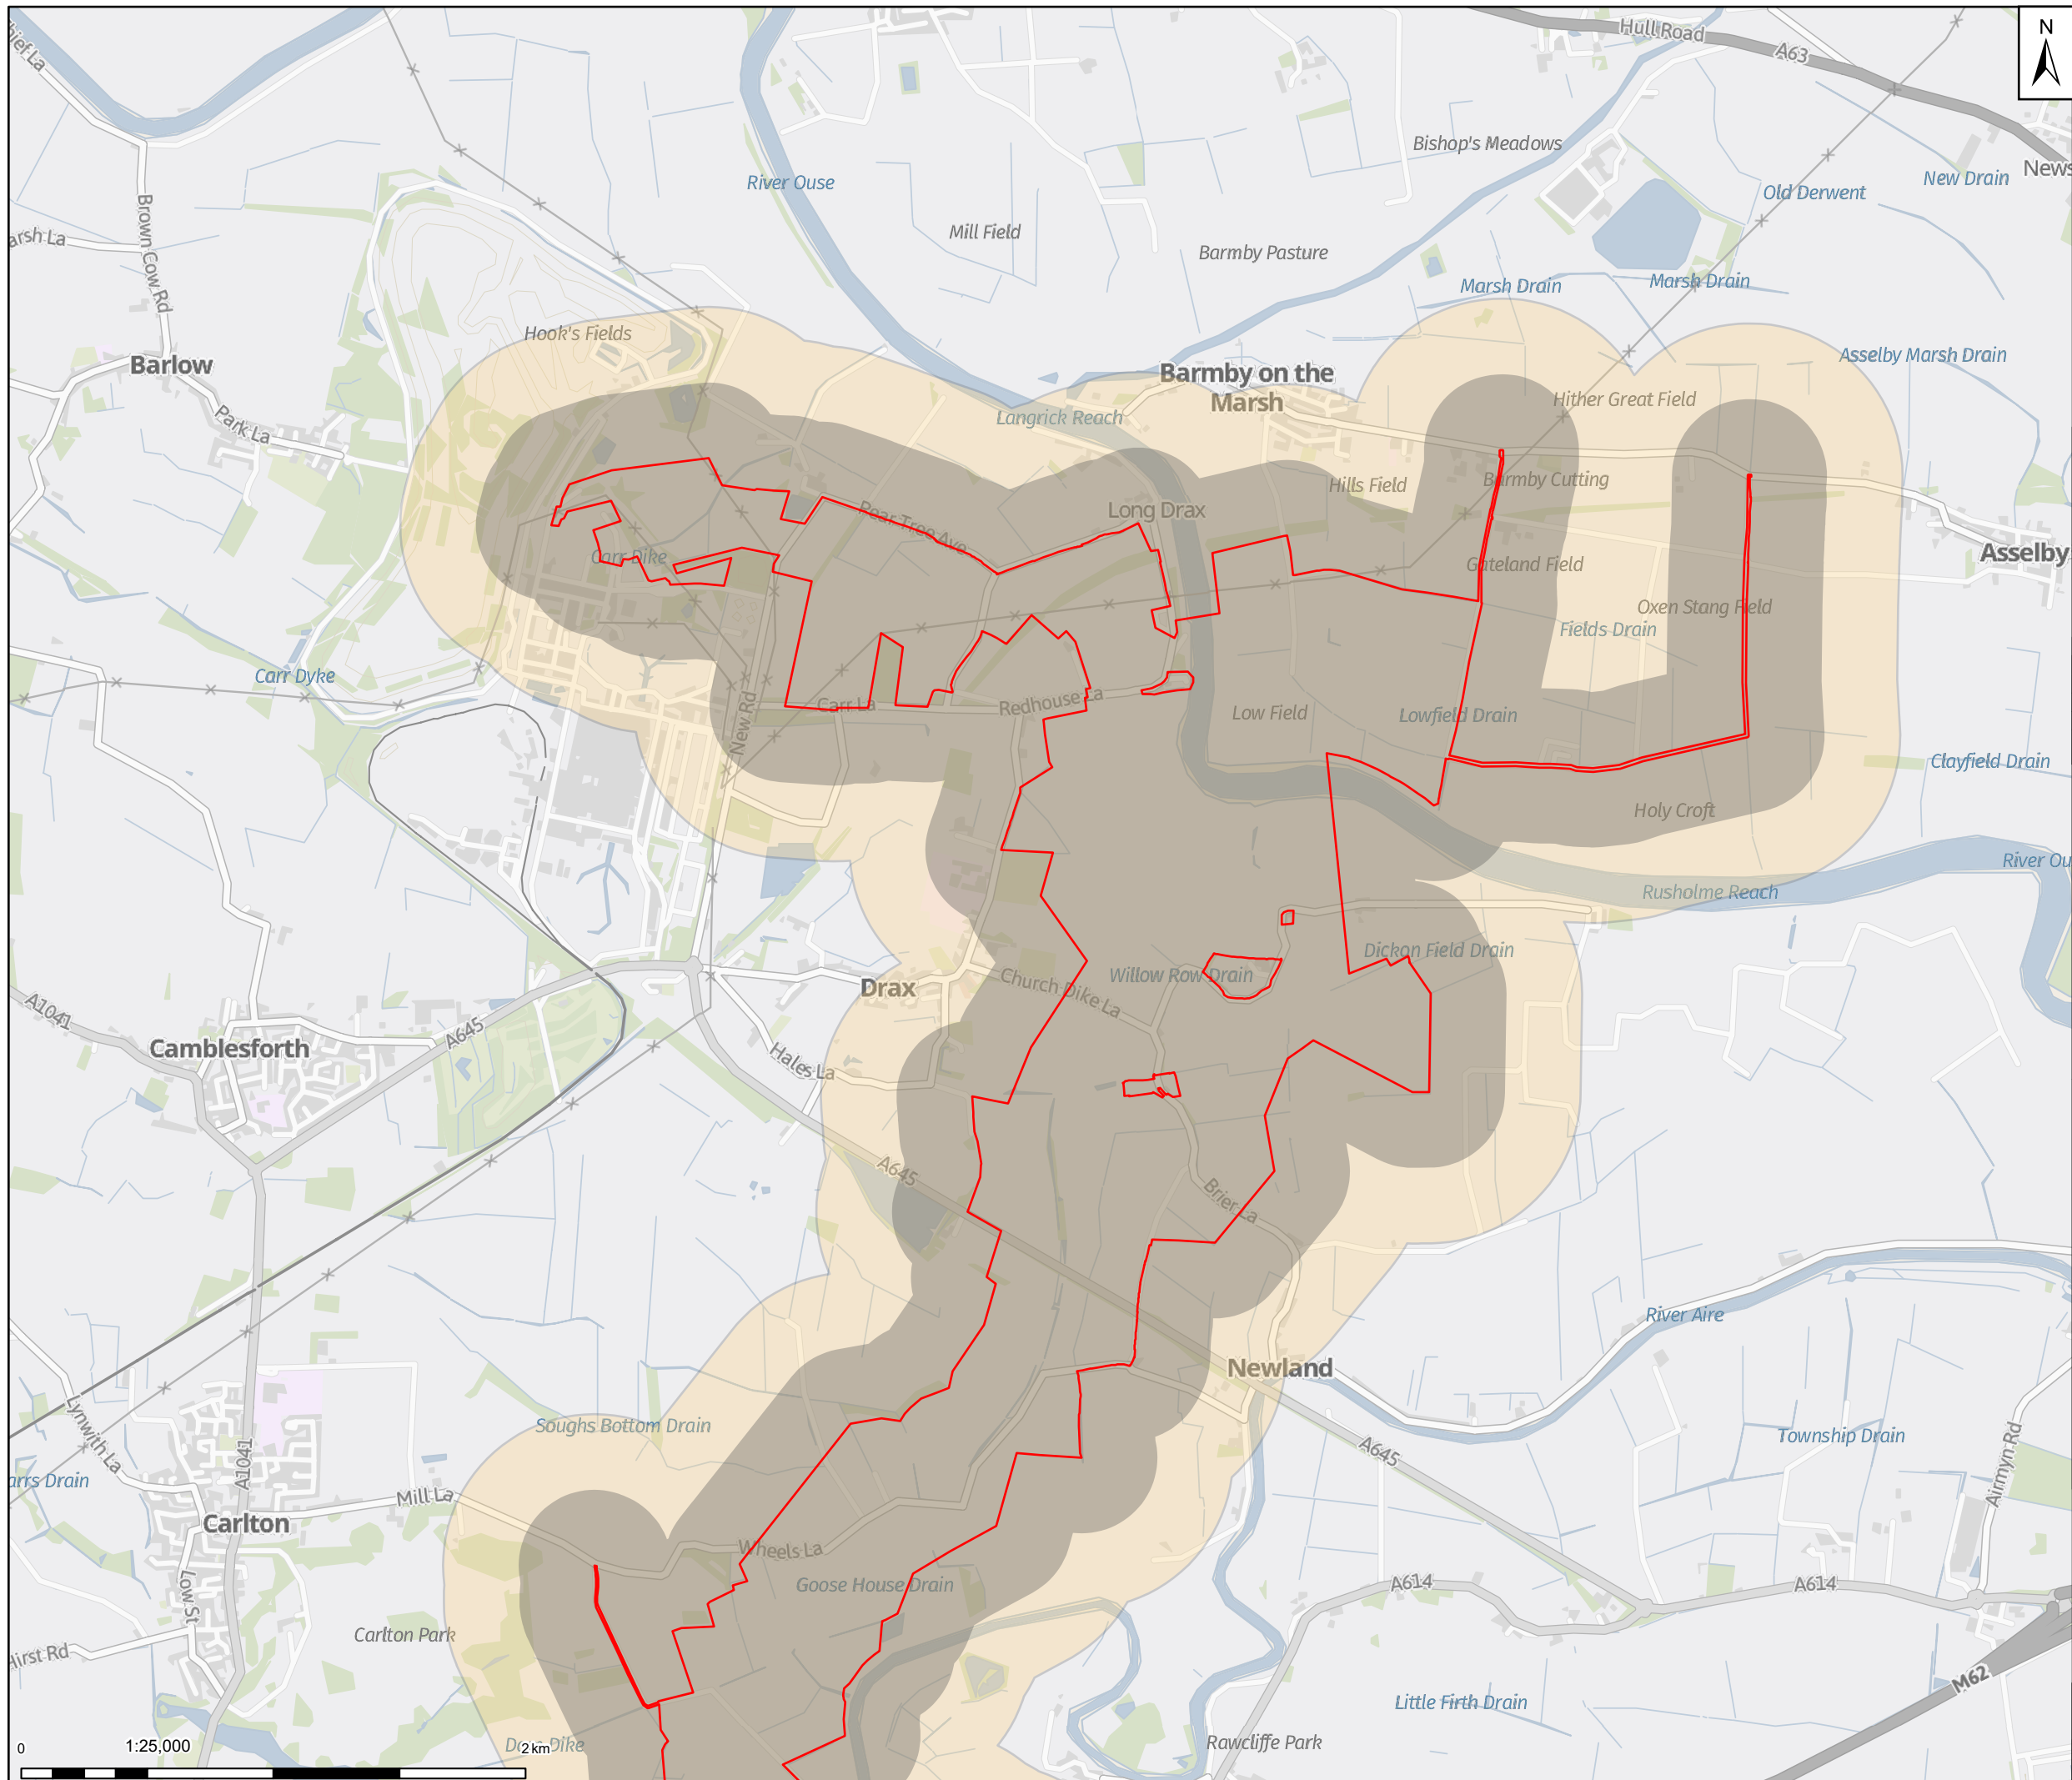 Hull Road
A63
N
Bishop's Meadows
River Ouse
Old Derwent
New Drain
News
Brown Cow Rd
Mill Field
Barmby Pasture
Marsh Drain
Marsh Drain
Hook's Fields
Barlow
Asselby Marsh Drain
Barmby on the
Marsh
Hither Great Field
Park La
Langrick Reach
Hills Field
Barmby Cutting
Long Drax
Pear Tree Ave
Carr Dike
Gateland Field
Asselby
Oxen Stang Field
Fields Drain
Carr Dyke
Carr La
Redhouse La
New Rd
Low Field
Lowfield Drain
Clayfield Drain
Holy Croft
River Ou
Rusholme Reach
Dickon Field Drain
Willow Row Drain
Church Dike La
Drax
A1041
A645
Camblesforth
Hales La
A645
Brier La
River Aire
Newland
Soughs Bottom Drain
Lynwith La
A1041
Township Drain
A645
Airmyn Rd
arrs Drain
Mill La
Carlton
Wheels La
Goose House Drain
A614
A614
Low St
Carlton Park
Hirst Rd
M62
Little Firth Drain
Rawcliffe Park
Dike
0
1:25,000
2 km